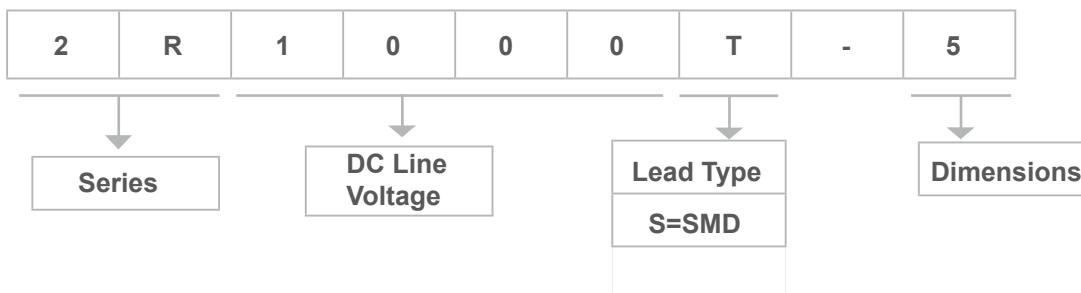 2 R 1 0 0 0 T - 5
Series
DC Line
Voltage
Lead Type
S=SMD
Dimensions